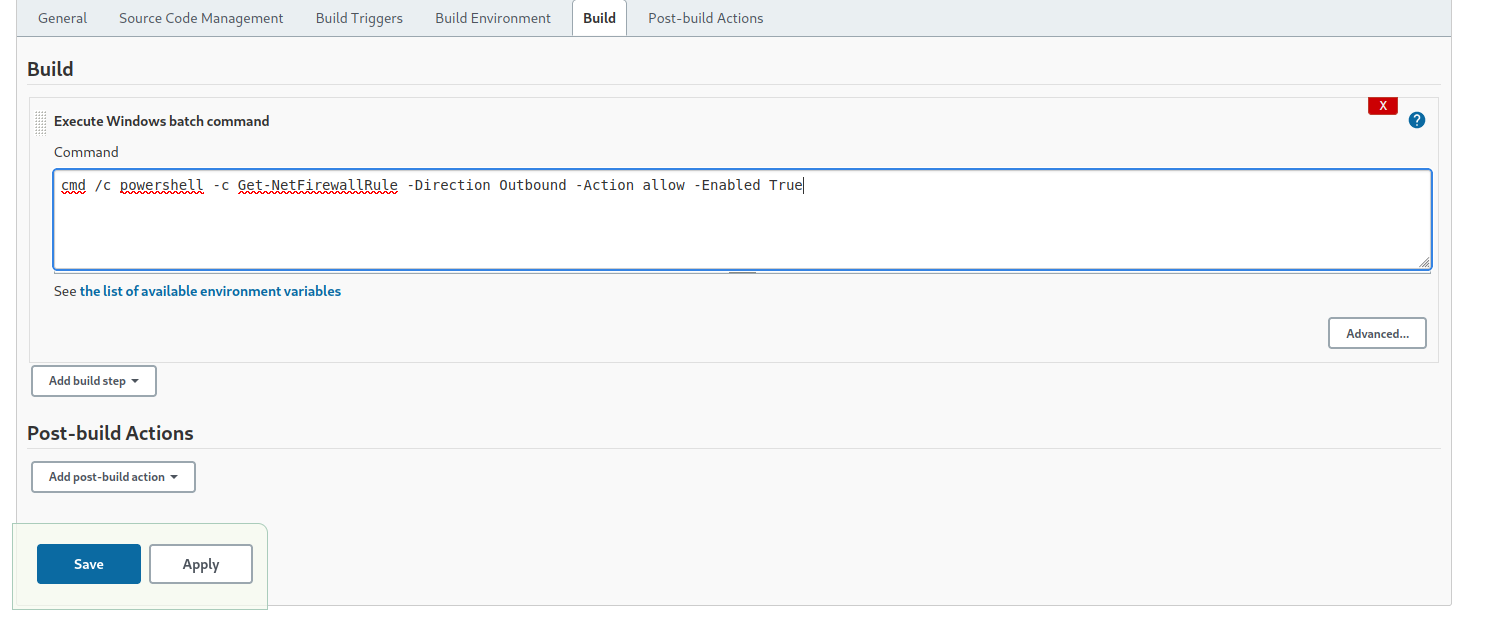 General Source Code Management Build Triggers Build Environment Build Post-build Actions
Build
X
Execute Windows batch command
?
Command
cmd /c powershell -c Get-NetFirewallRule -Direction Outbound -Action allow -Enabled True
See the list of available environment variables
Advanced...
Add build step
Post-build Actions
Add post-build action
Save Apply